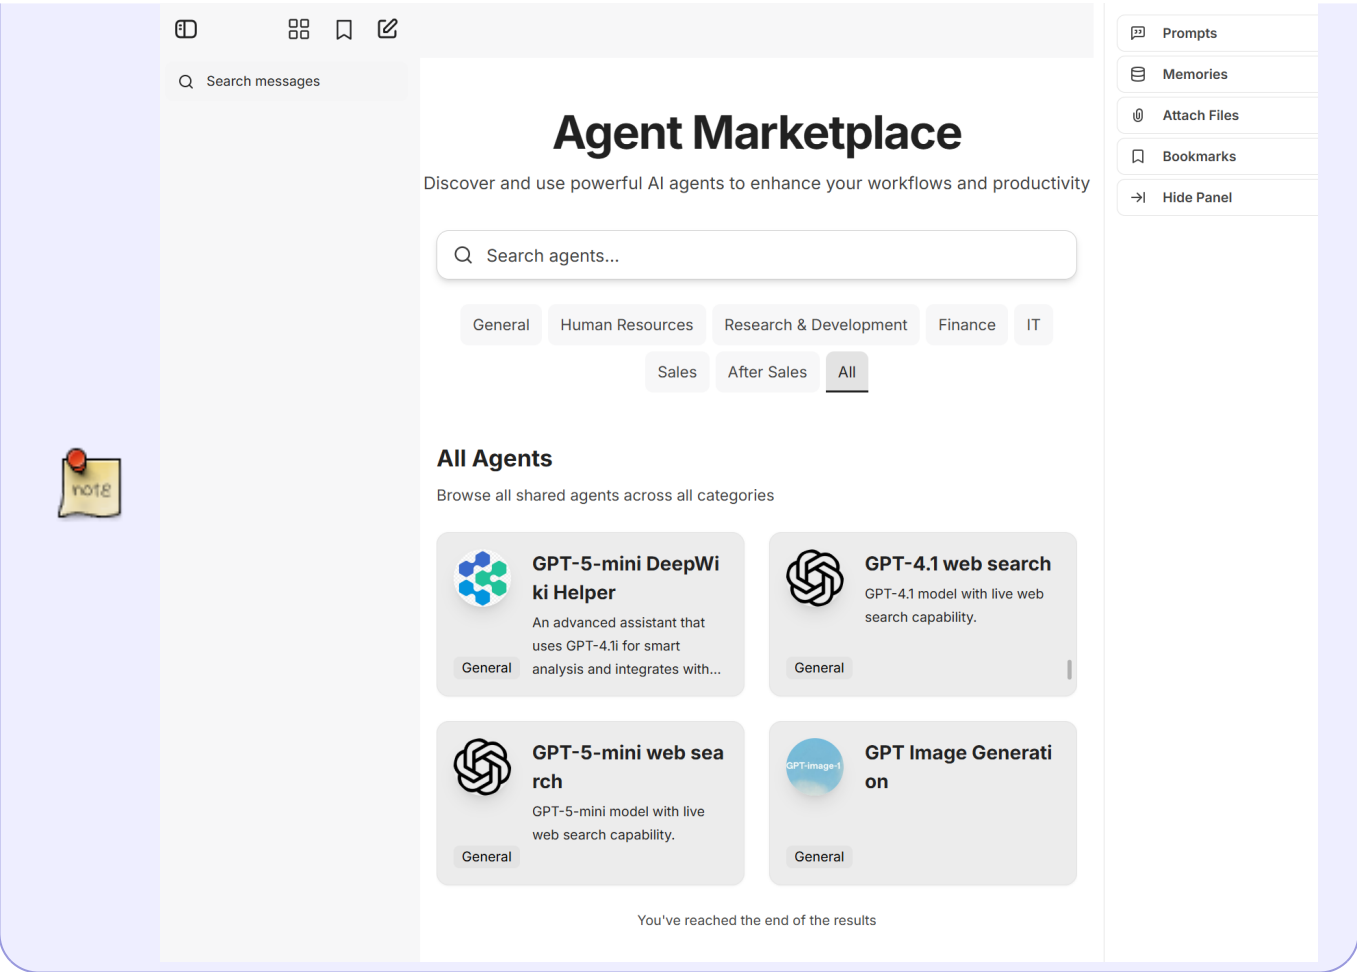 Search messages
Agent Marketplace
Discover and use powerful AI agents to enhance your workflows and productivity
Search agents...
General
Human Resources
Research & Development
Finance
IT
Sales
After Sales
All
All Agents
Browse all shared agents across all categories
GPT-5-mini DeepWi
ki Helper
An advanced assistant that
uses GPT-4.1i for smart
analysis and integrates with...
General
GPT-4.1 web search
GPT-4.1 model with live web
search capability.
General
GPT-5-mini web sea
rch
GPT-5-mini model with live
web search capability.
General
GPT-image-1
GPT Image Generati
on
General
You've reached the end of the results
Prompts
Memories
Attach Files
Bookmarks
Hide Panel
note